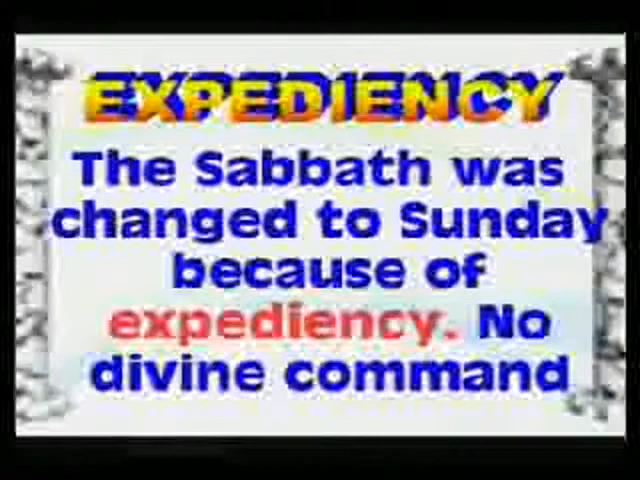 EXPEDIENCY
The Sabbath was
changed to Sunday
because of
expediency. No
divine command